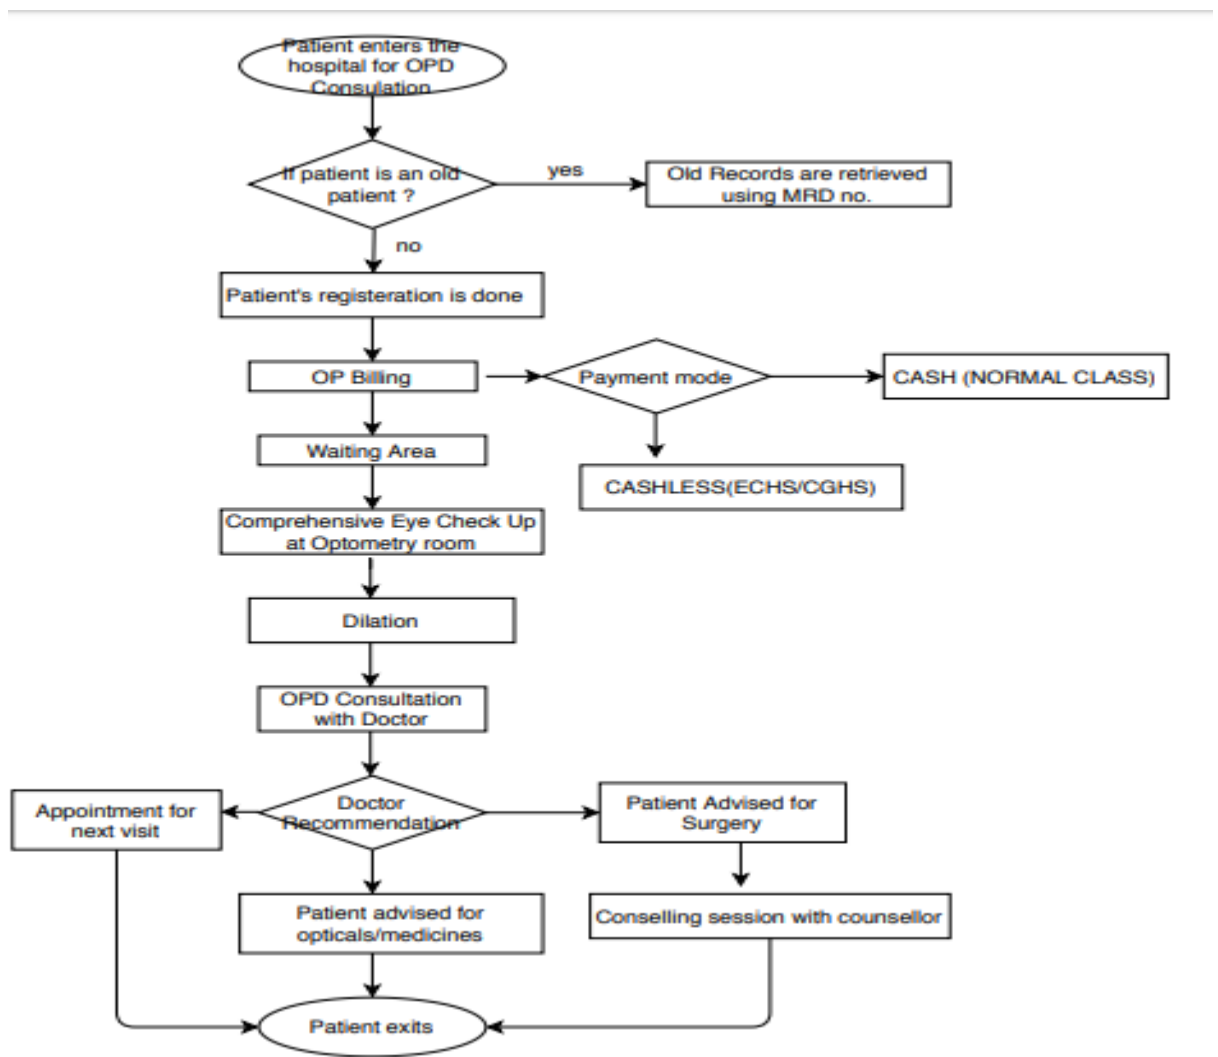 Patient enters the
hospital for OPD
Consulation
If patient is an old
patient ?
yes
Old Records are retrieved
using MRD no.
no
Patient's registeration is done
OP Billing
Payment mode
CASH (NORMAL CLASS)
Waiting Area
CASHLESS(ECHS/CGHS)
Comprehensive Eye Check Up
at Optometry room
Dilation
OPD Consultation
with Doctor
Doctor
Recommendation
Appointment for
next visit
Patient Advised for
Surgery
Patient advised for
opticals/medicines
Conselling session with counsellor
Patient exits